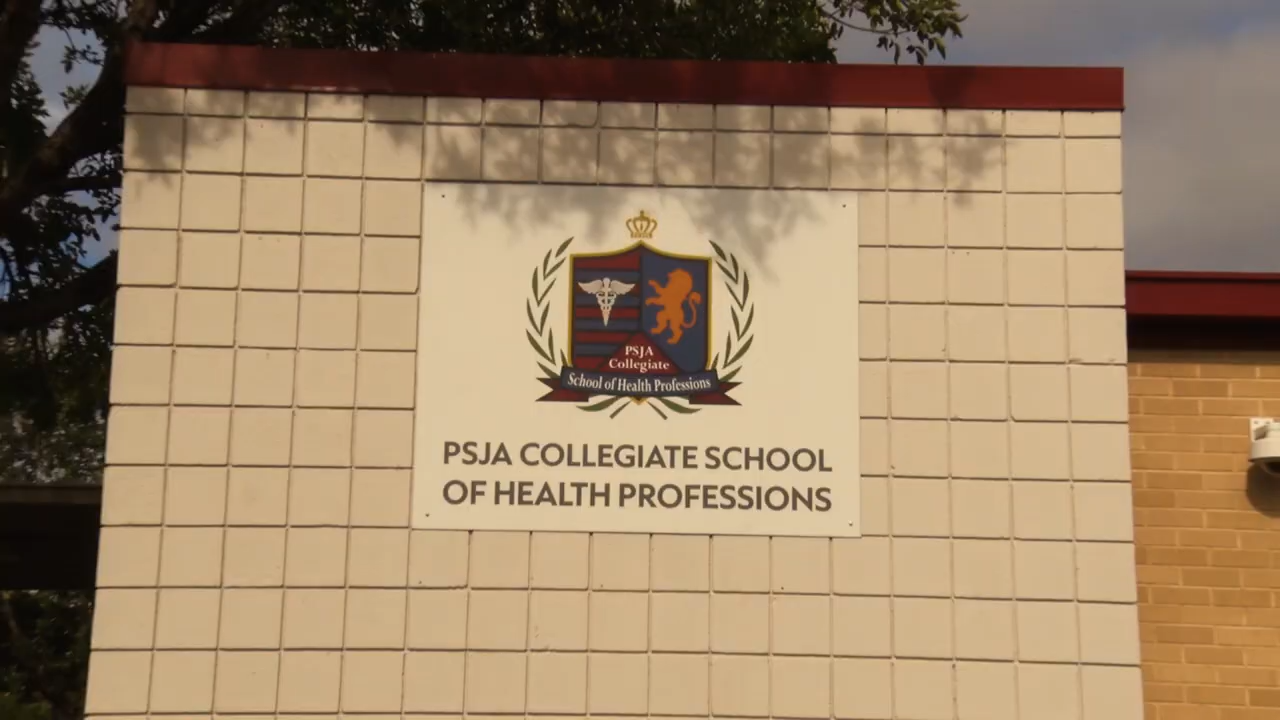 PSJA
Collegiate
School of Health Professions
PSJA COLLEGIATE SCHOOL
OF HEALTH PROFESSIONS